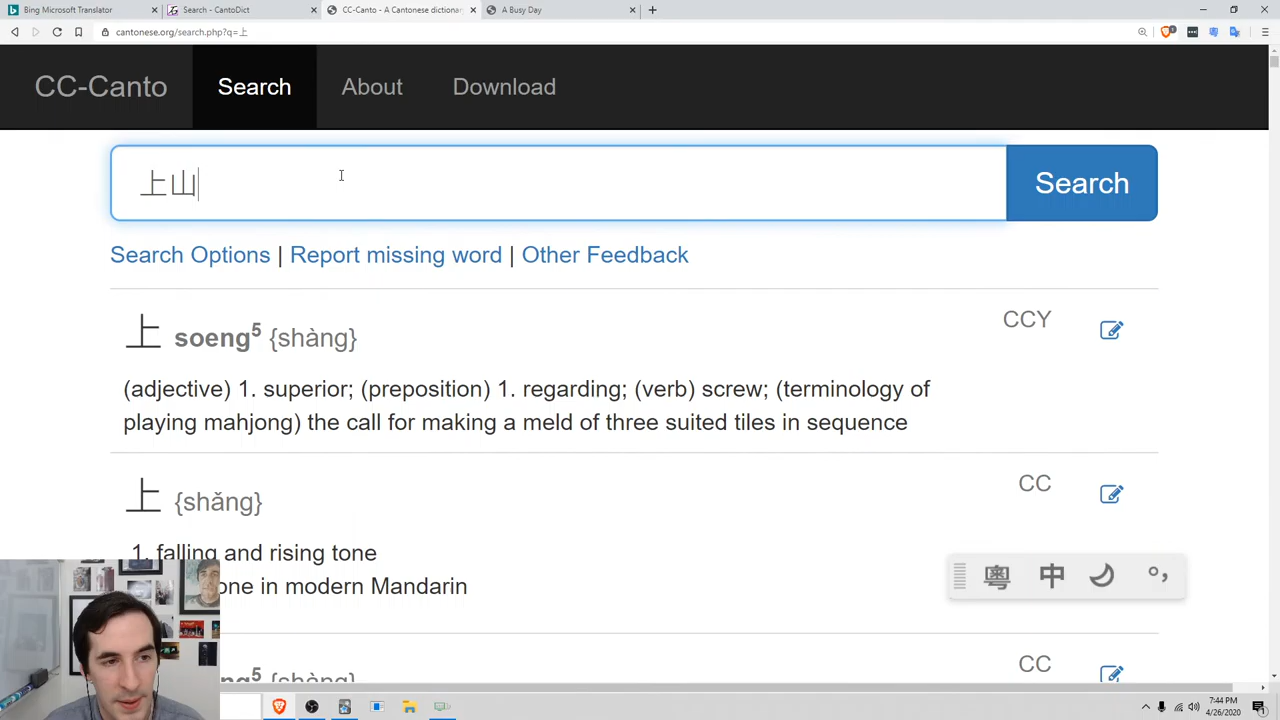 Bing Microsoft Translator
Search - CantoDict
CC-Canto - A Cantonese dictionar
A Busy Day
cantonese.org/search.php?q=上
CC-Canto
Search
About
Download
上山
Search
Search Options | Report missing word | Other Feedback
上 soeng5 {shàng}
CCY
(adjective) 1. superior; (preposition) 1. regarding; (verb) screw; (terminology of
playing mahjong) the call for making a meld of three suited tiles in sequence
上 {shǎng}
CC
1. falling and rising tone
one in modern Mandarin
粵 中
CC
5 {shàng}
7:44 PM
4/26/2020